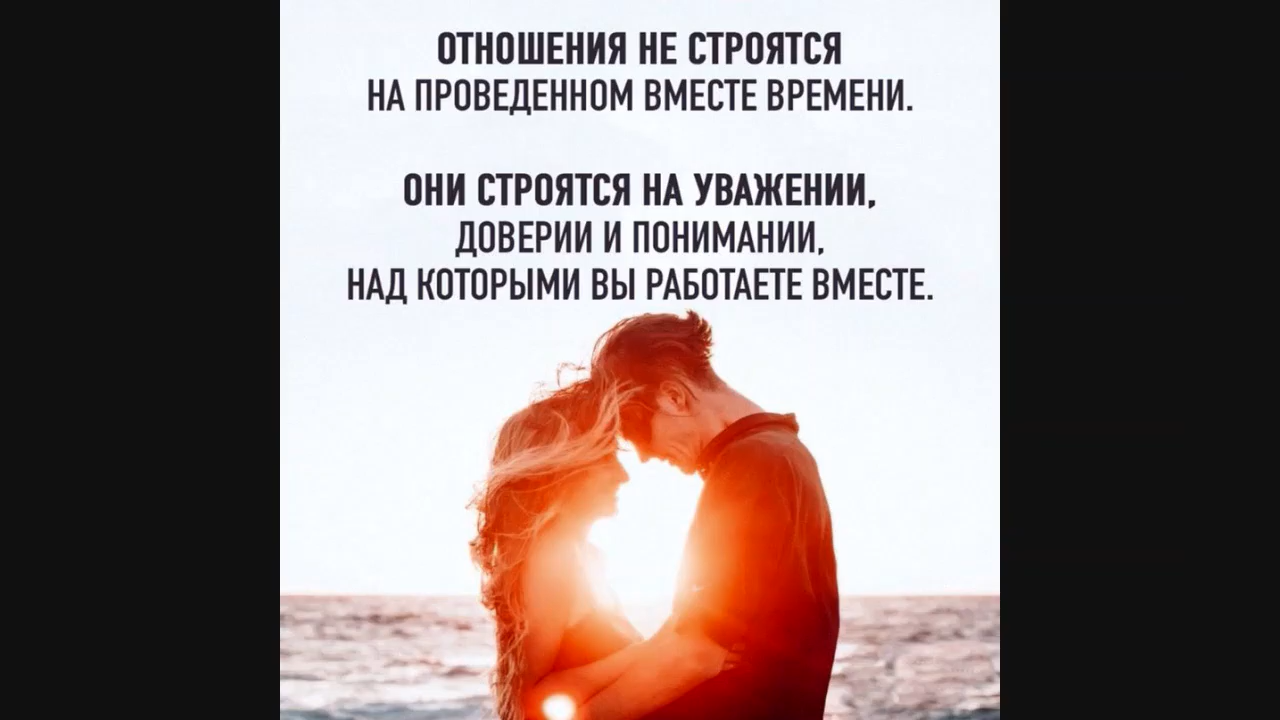 ОТНОШЕНИЯ НЕ СТРОЯТСЯ
НА ПРОВЕДЕННОМ ВМЕСТЕ ВРЕМЕНИ.
ОНИ СТРОЯТСЯ НА УВАЖЕНИИ,
ДОВЕРИИ И ПОНИМАНИИ,
НАД КОТОРЫМИ ВЫ РАБОТАЕТЕ ВМЕСТЕ.